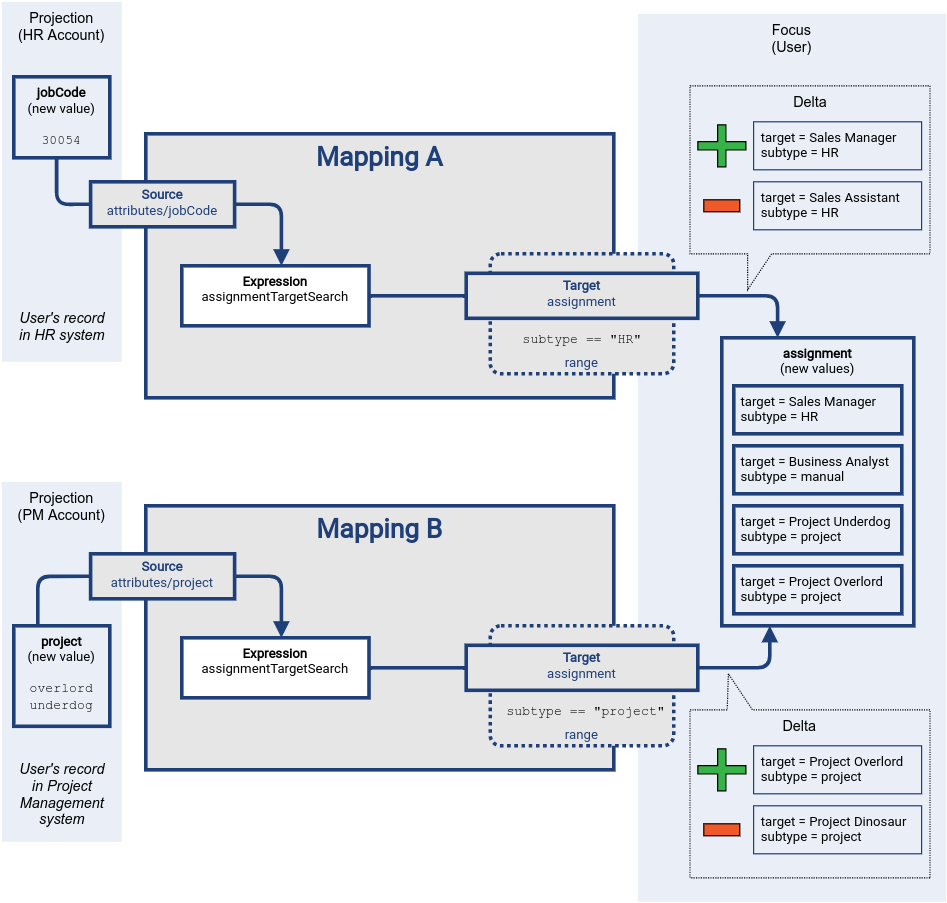 Projection
(HR Account)
jobCode
(new value)
30054
User's record
in HR system
Mapping A
Source
attributes/jobCode
Expression
assignmentTargetSearch
Target
assignment
subtype == "HR"
range
Focus
(User)
Delta
target = Sales Manager
subtype = HR
target = Sales Assistant
subtype = HR
assignment
(new values)
target = Sales Manager
subtype = HR
target = Business Analyst
subtype = manual
target = Project Underdog
subtype = project
target = Project Overlord
subtype = project
Projection
(PM Account)
project
(new value)
overlord
underdog
User's record
in Project
Management
system
Mapping B
Source
attributes/project
Expression
assignmentTargetSearch
Target
assignment
subtype == "project"
range
Delta
target = Project Overlord
subtype = project
target = Project Dinosaur
subtype = project